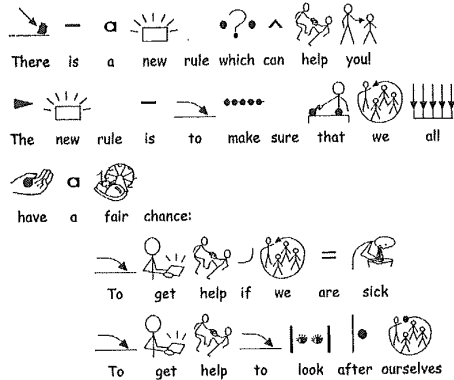 There is a new rule which can help you!
The new rule is to make sure that we all
have a fair chance:
To get help if we are sick
To get help to look after ourselves